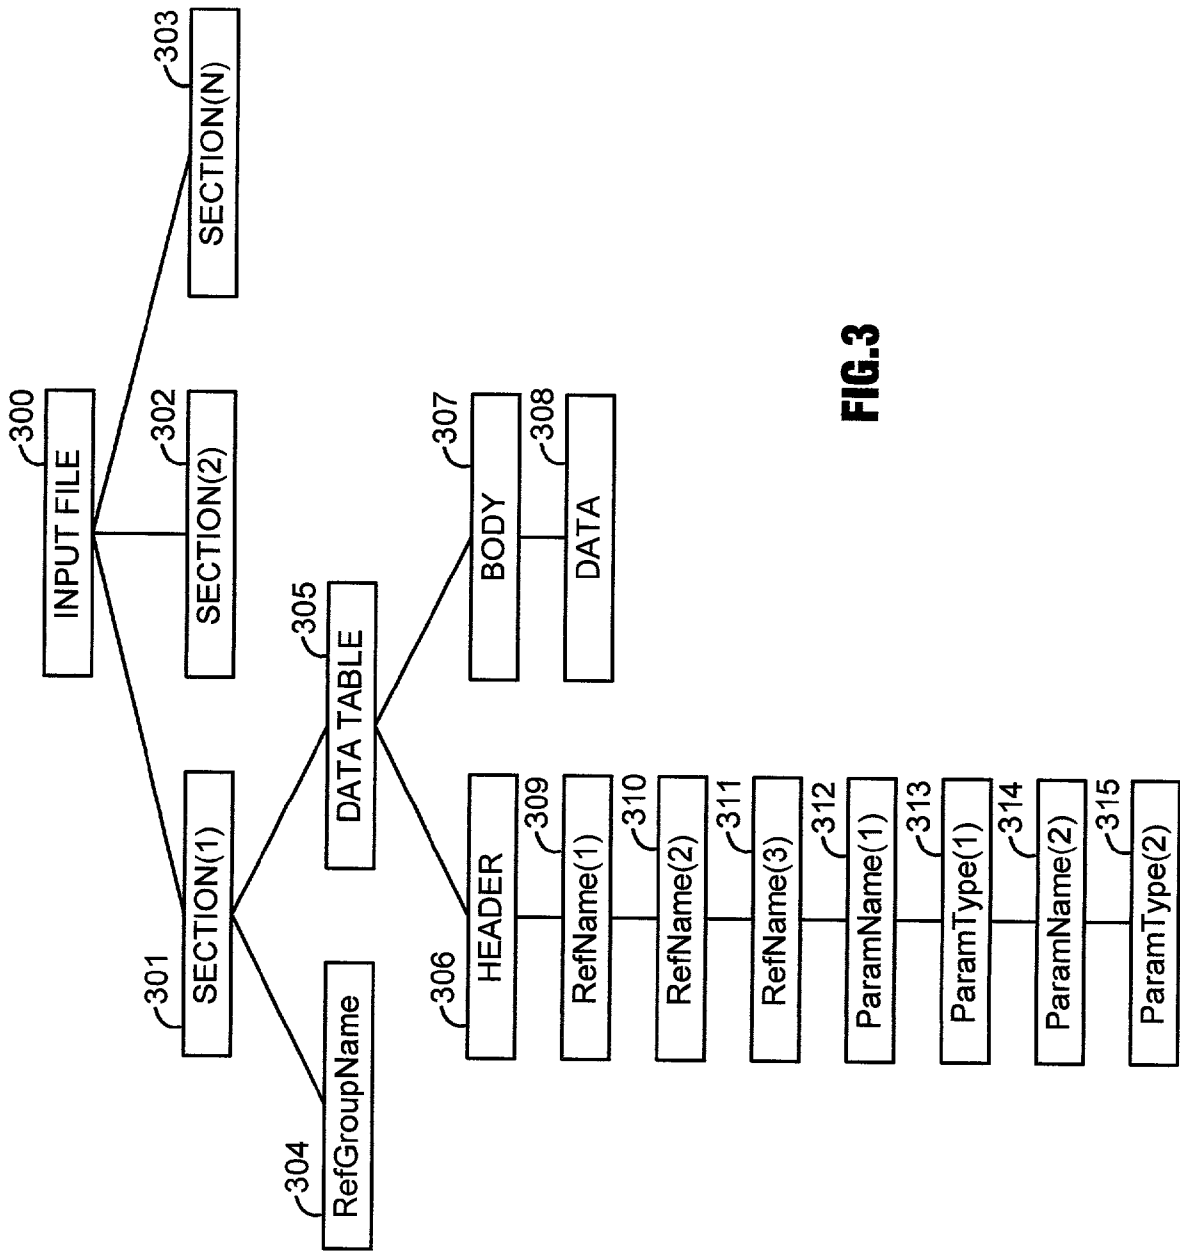 300
INPUT FILE
301
SECTION(1)
302
SECTION(2)
303
SECTION(N)
304
RefGroupName
305
DATA TABLE
306
HEADER
307
BODY
308
DATA
309
RefName(1)
310
RefName(2)
311
RefName(3)
312
ParamName(1)
313
ParamType(1)
314
ParamName(2)
315
ParamType(2)
FIG.3